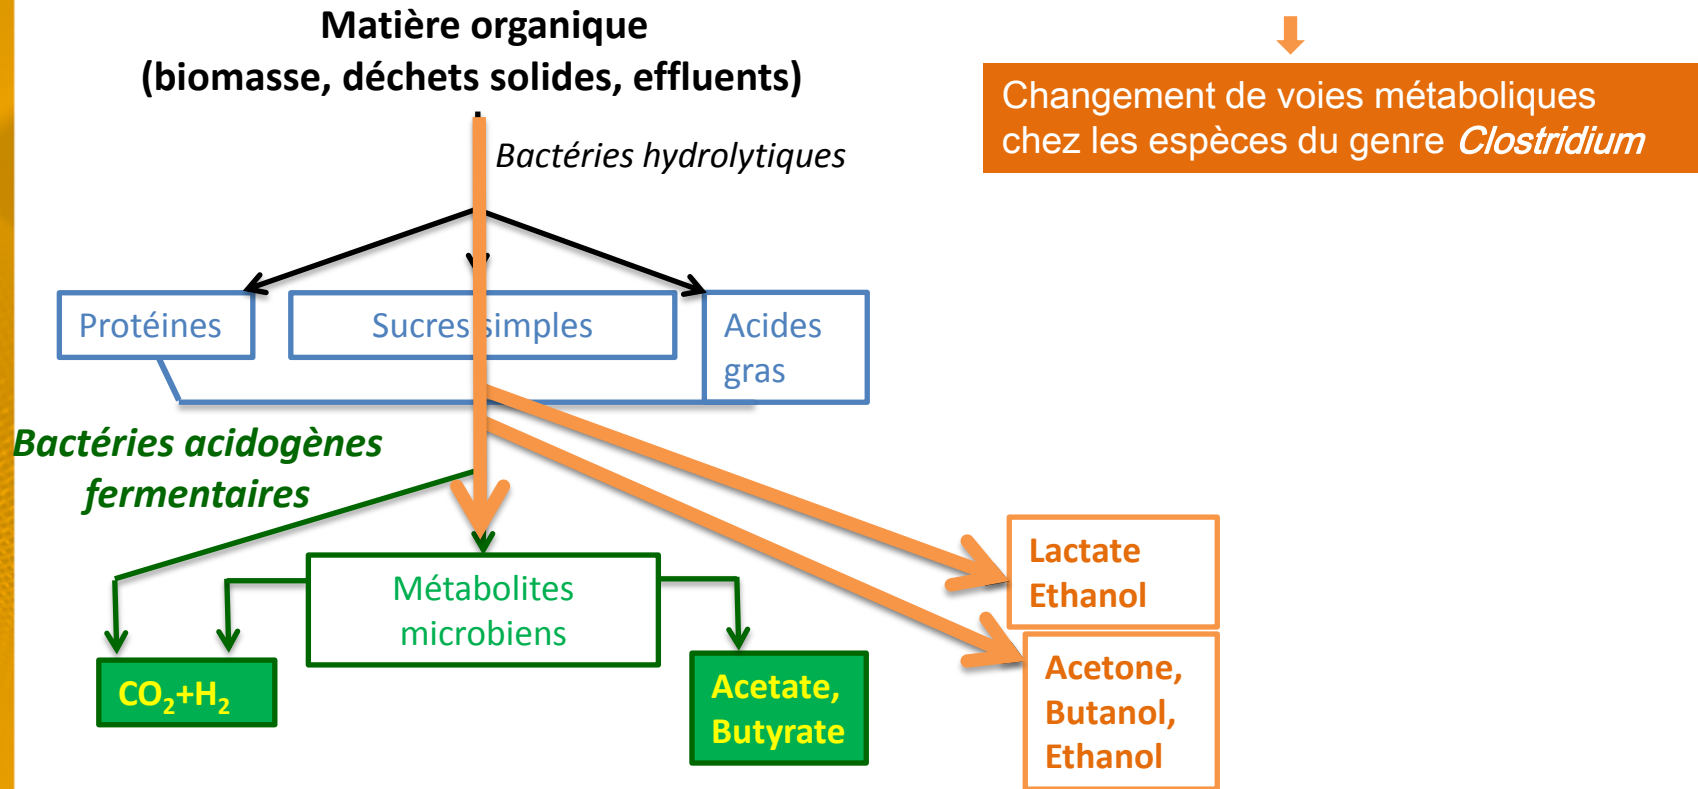 Matière organique
(biomasse, déchets solides, effluents)
Bactéries hydrolytiques
Changement de voies métaboliques
chez les espèces du genre Clostridium
Protéines
Sucres simples
Acides
gras
Bactéries acidogènes
fermentaires
Métabolites
microbiens
CO₂+H₂
Acetate,
Butyrate
Lactate
Ethanol
Acetone,
Butanol,
Ethanol